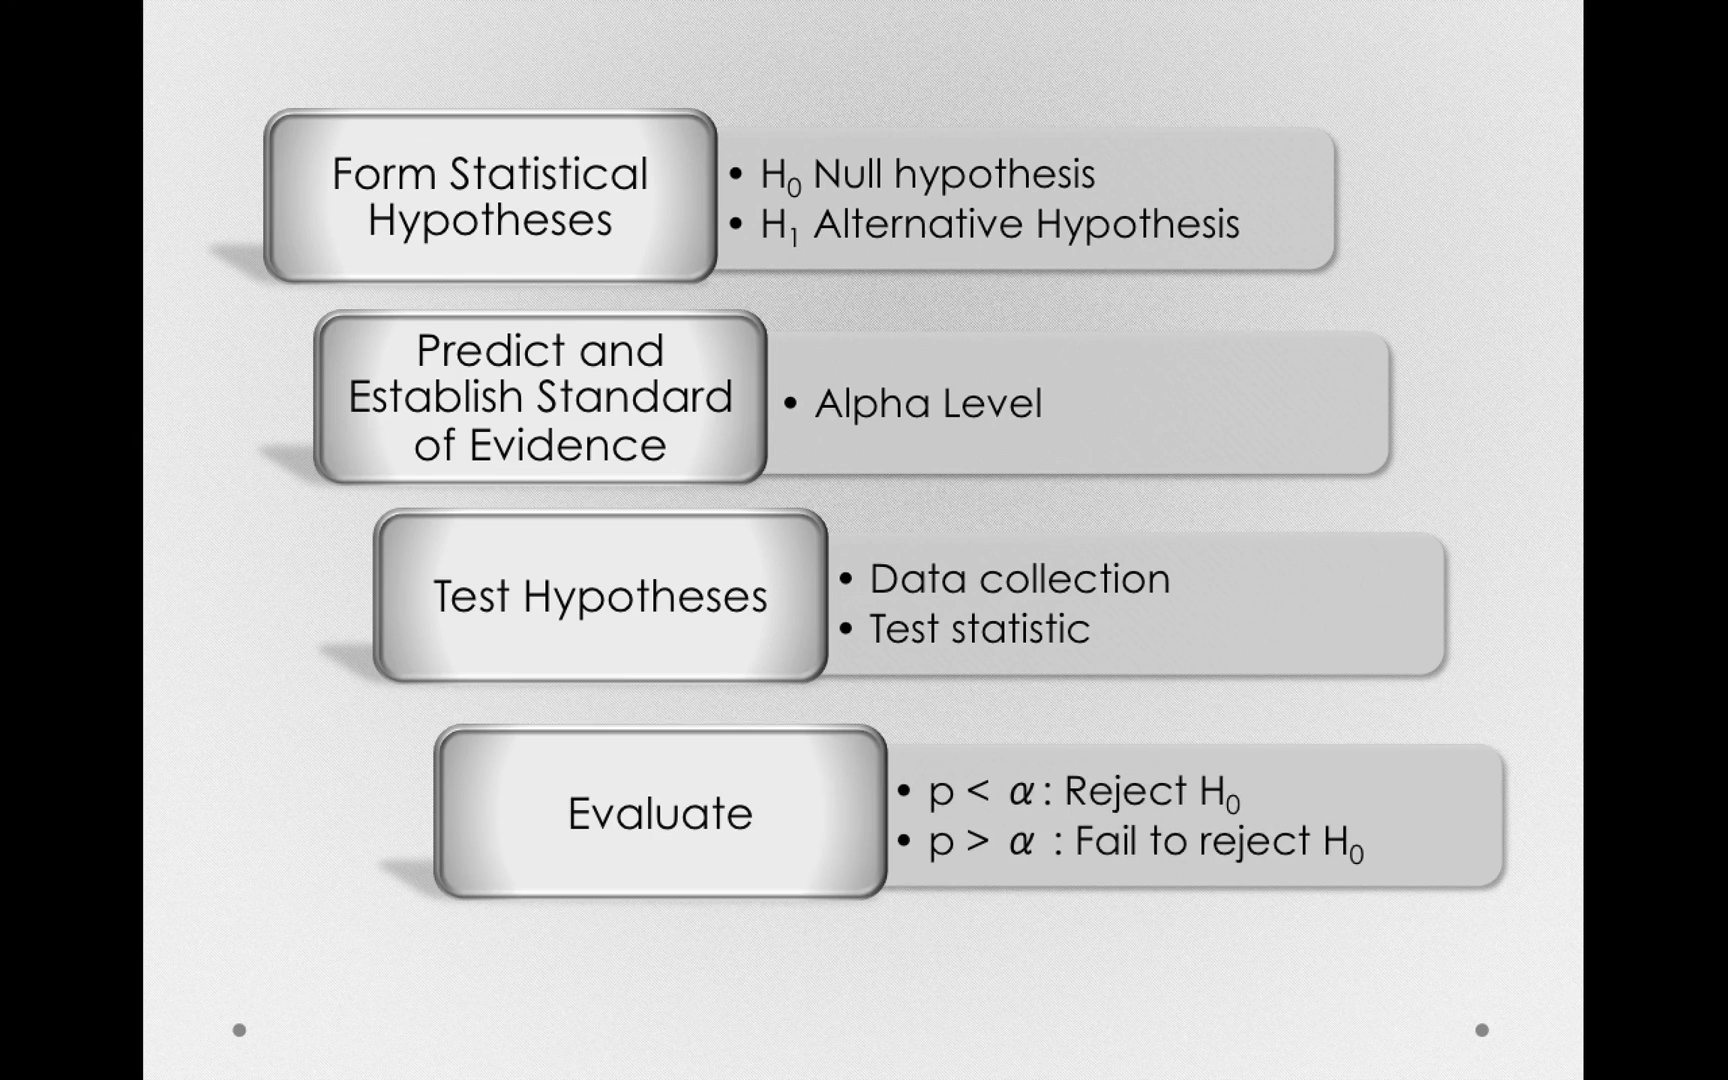 Form Statistical
Hypotheses
• H₀ Null hypothesis
• H₁ Alternative Hypothesis
Predict and
Establish Standard
of Evidence
• Alpha Level
Test Hypotheses
• Data collection
• Test statistic
Evaluate
• p < α : Reject H₀
• p > α : Fail to reject H₀